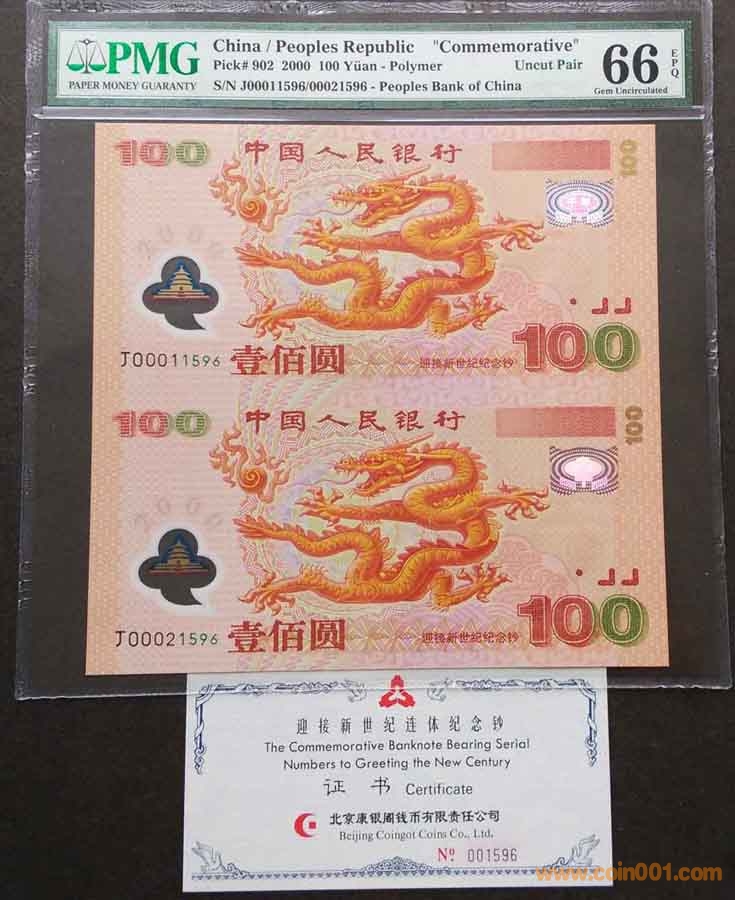 PMG
PAPER MONEY GUARANTY
China / Peoples Republic "Commemorative"
Pick# 902 2000 100 Yüan - Polymer Uncut Pair
S/N J00011596/00021596 - Peoples Bank of China
66 EPQ
Gem Uncirculated
100 中国人民银行 100
2000
J00011596 壹佰圆 迎接新世纪纪念钞 100
100 中国人民银行 100
2000
J00021596 壹佰圆 迎接新世纪纪念钞 100
迎接新世纪连体纪念钞
The Commemorative Banknote Bearing Serial
Numbers to Greeting the New Century
证书 Certificate
北京康银阁钱币有限责任公司
Beijing Coingot Coins Co., Ltd.
Nº 001596
www.coin001.com